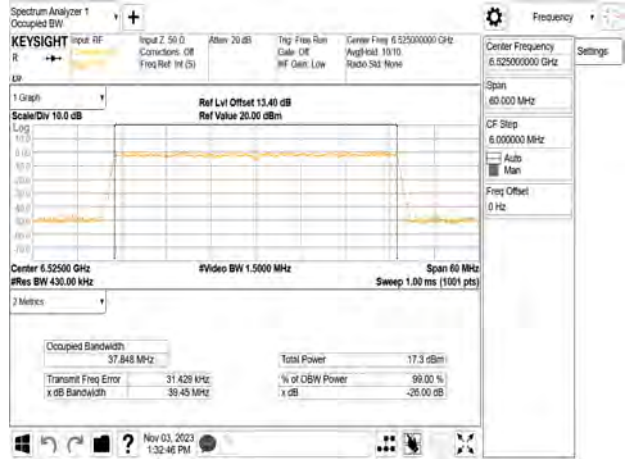 Spectrum Analyzer 1
Occupied BW
Frequency
KEYSIGHT
Input: RF
Input Z: 50 Ω
Corrections: Off
Freq Ref: Int (S)
Atten: 20 dB
Trig: Free Run
Gate: Off
#IF Gain: Low
Center Freq: 6.525000000 GHz
Avg|Hold: 10/10
Radio Std: None
R
Center Frequency
6.525000000 GHz
Settings
Span
60.000 MHz
CF Step
6.000000 MHz
Auto
Man
Freq Offset
0 Hz
1 Graph
Scale/Div 10.0 dB
Ref Lvl Offset 13.40 dB
Ref Value 20.00 dBm
Log
Center 6.52500 GHz
#Res BW 430.00 kHz
#Video BW 1.5000 MHz
Span 60 MHz
Sweep 1.00 ms (1001 pts)
2 Metrics
Occupied Bandwidth
37.848 MHz
Total Power
17.3 dBm
Transmit Freq Error
31.429 kHz
% of OBW Power
99.00 %
x dB Bandwidth
39.45 MHz
x dB
-26.00 dB
?
Nov 03, 2023
1:32:46 PM